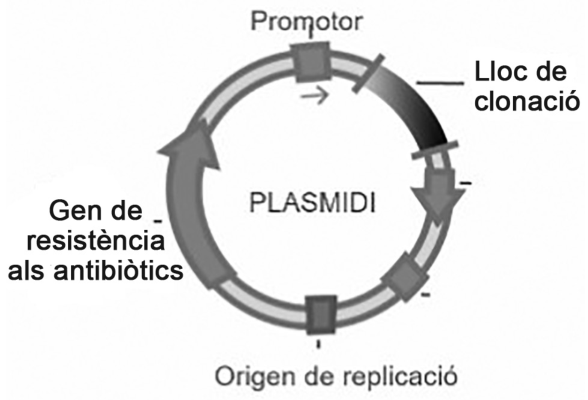 Promotor
Lloc de
clonació
PLASMIDI
Gen de
resistència
als antibiòtics
Origen de replicació